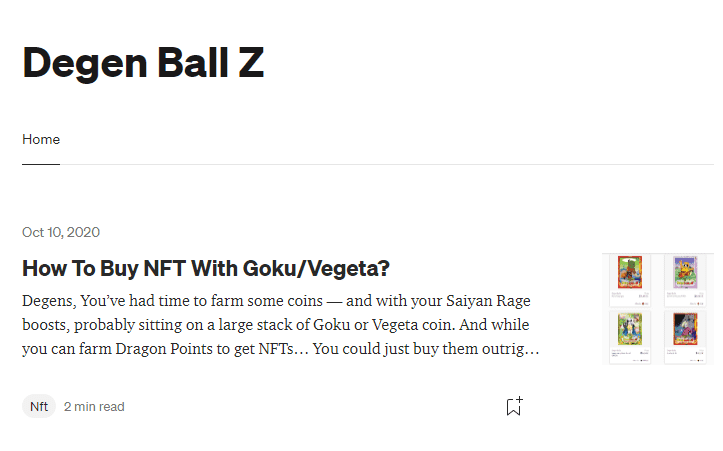 Degen Ball Z
Home
Oct 10, 2020
How To Buy NFT With Goku/Vegeta?
Degens, You’ve had time to farm some coins — and with your Saiyan Rage
boosts, probably sitting on a large stack of Goku or Vegeta coin. And while
you can farm Dragon Points to get NFTs… You could just buy them outrig…
Nft 2 min read